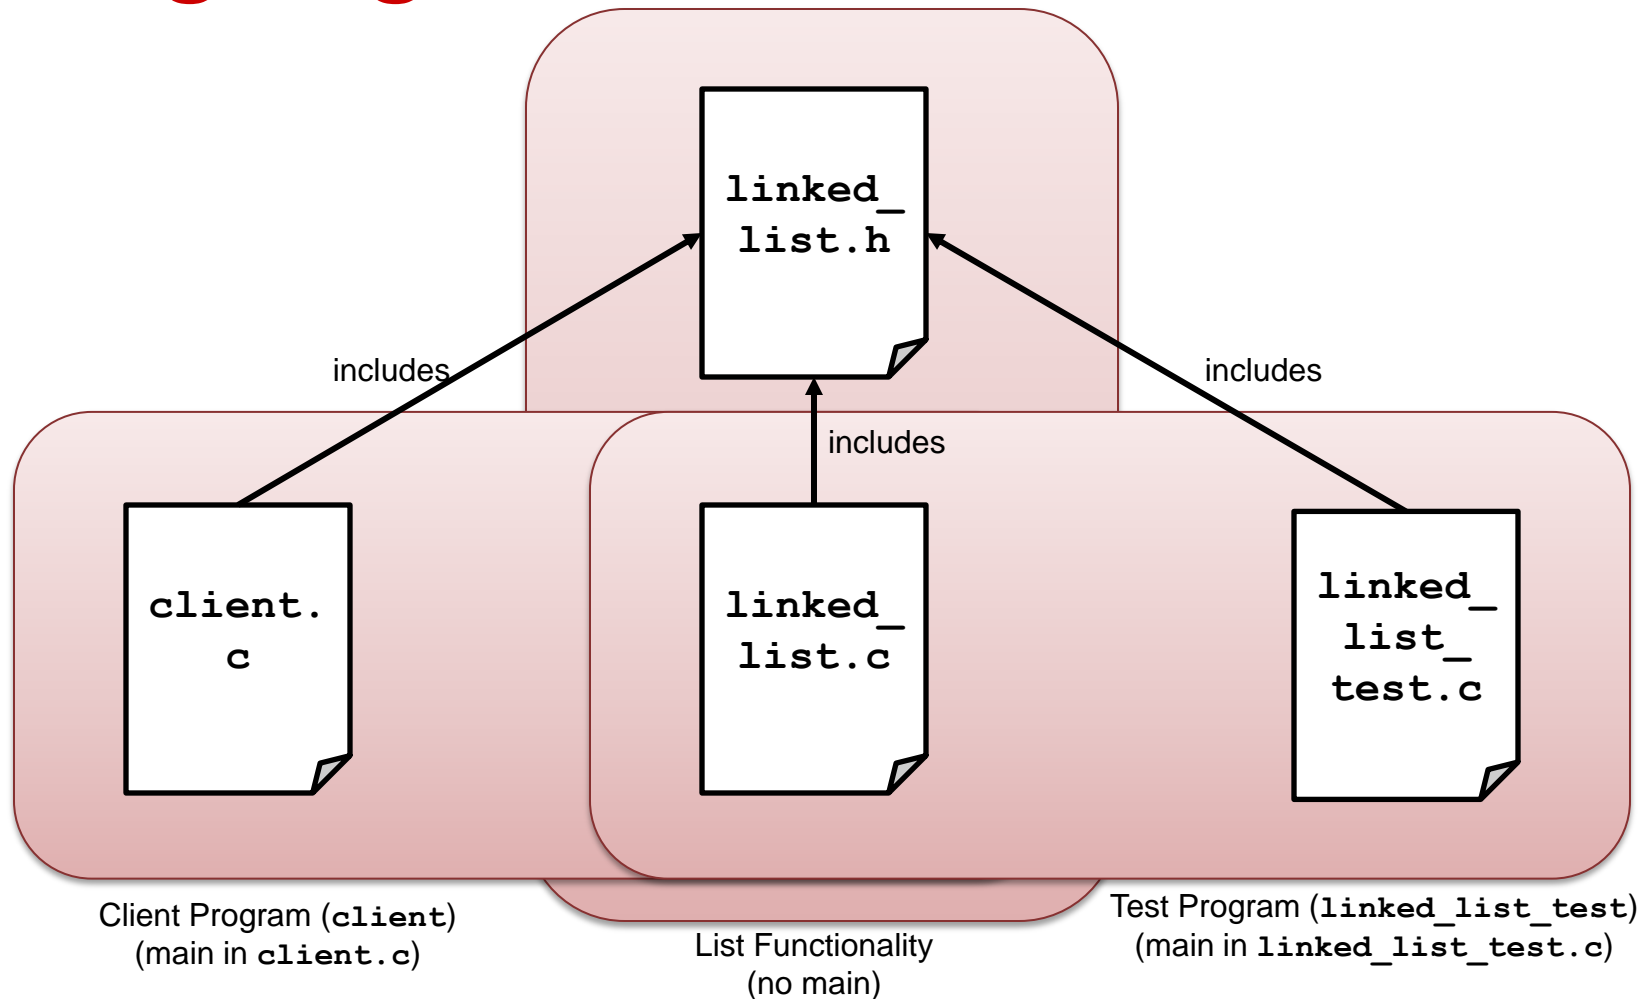 linked_
list.h
includes
includes
includes
client.
c
linked_
list.c
linked_
list_
test.c
Client Program (client)
(main in client.c)
List Functionality
(no main)
Test Program (linked_list_test)
(main in linked_list_test.c)